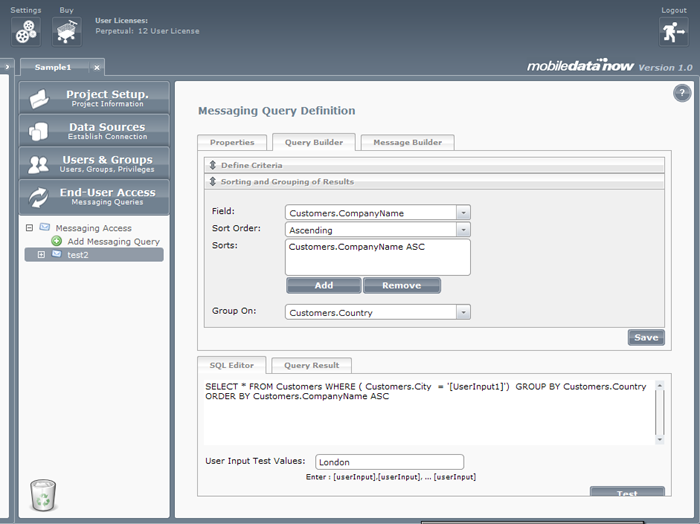 Settings
Buy
User Licenses:
Perpetual: 12 User License
Logout
Sample1
x
mobiledatanow Version 1.0
Project Setup.
Project Information
Data Sources
Establish Connection
Users & Groups
Users, Groups, Privileges
End-User Access
Messaging Queries
Messaging Access
Add Messaging Query
test2
?
Messaging Query Definition
Properties
Query Builder
Message Builder
Define Criteria
Sorting and Grouping of Results
Field:
Customers.CompanyName
Sort Order:
Ascending
Sorts:
Customers.CompanyName ASC
Add
Remove
Group On:
Customers.Country
Save
SQL Editor
Query Result
SELECT * FROM Customers WHERE ( Customers.City = '[UserInput1]') GROUP BY Customers.Country
ORDER BY Customers.CompanyName ASC
User Input Test Values:
London
Enter : [userInput],[userInput], ... [userInput]
Test